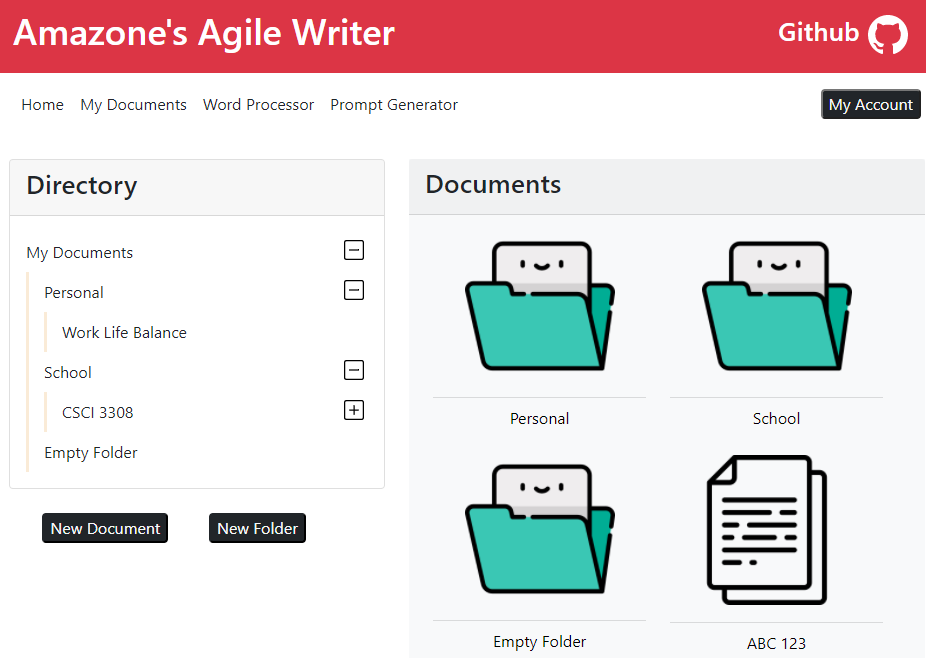 Amazone's Agile Writer
Github
Home My Documents Word Processor Prompt Generator
My Account
Directory
My Documents
Personal
Work Life Balance
School
CSCI 3308
Empty Folder
New Document
New Folder
Documents
Personal
School
Empty Folder
ABC 123